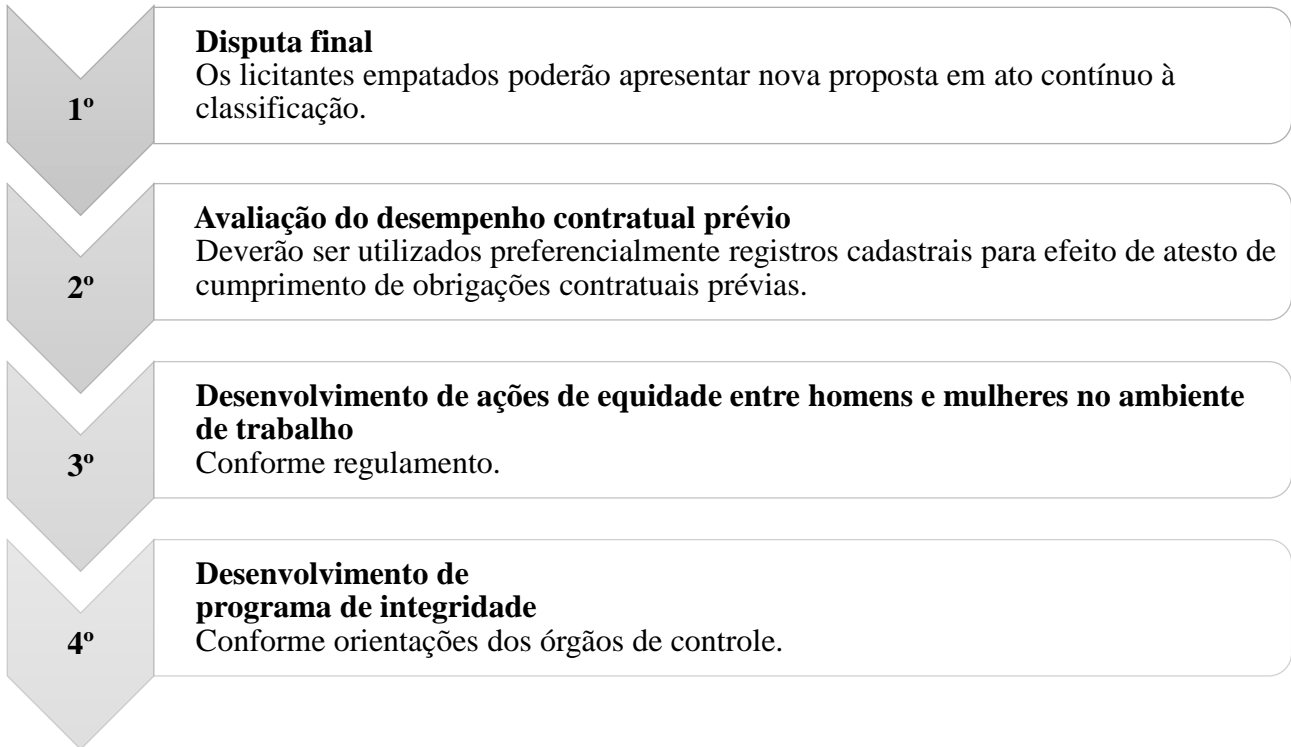 Disputa final
Os licitantes empatados poderão apresentar nova proposta em ato contínuo à
classificação.
1º
Avaliação do desempenho contratual prévio
Deverão ser utilizados preferencialmente registros cadastrais para efeito de atesto de
cumprimento de obrigações contratuais prévias.
2º
Desenvolvimento de ações de equidade entre homens e mulheres no ambiente
de trabalho
Conforme regulamento.
3º
Desenvolvimento de
programa de integridade
Conforme orientações dos órgãos de controle.
4º